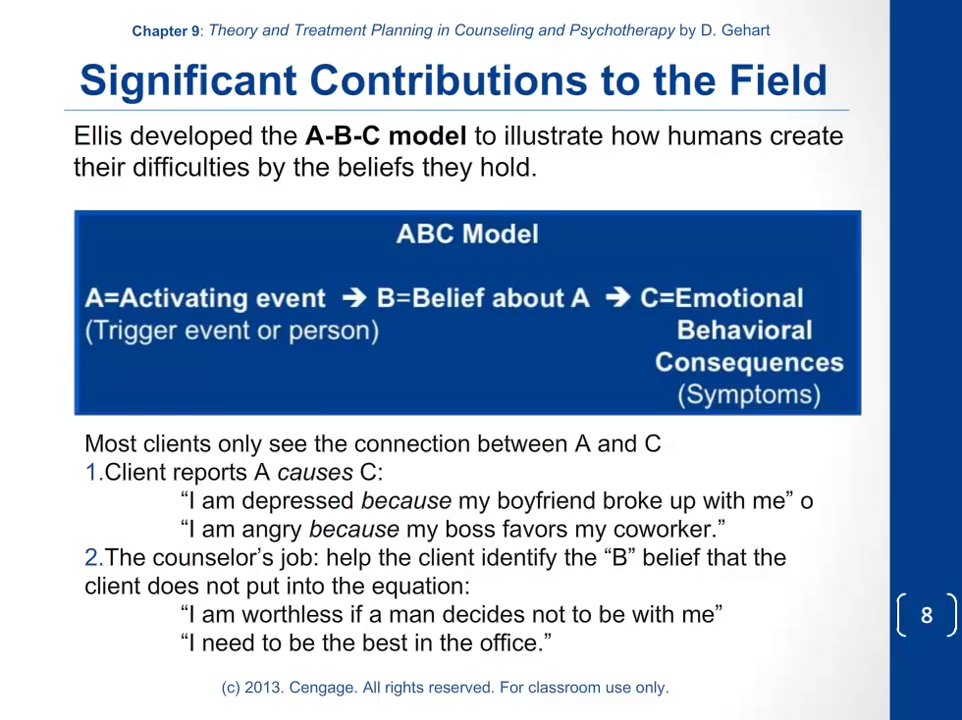 Chapter 9: Theory and Treatment Planning in Counseling and Psychotherapy by D. Gehart
Significant Contributions to the Field
Ellis developed the A-B-C model to illustrate how humans create
their difficulties by the beliefs they hold.
ABC Model
A=Activating event ➔ B=Belief about A ➔ C=Emotional
(Trigger event or person) Behavioral
Consequences
(Symptoms)
Most clients only see the connection between A and C
1.Client reports A causes C:
“I am depressed because my boyfriend broke up with me” o
“I am angry because my boss favors my coworker.”
2.The counselor’s job: help the client identify the “B” belief that the
client does not put into the equation:
“I am worthless if a man decides not to be with me”
“I need to be the best in the office.”
8
(c) 2013. Cengage. All rights reserved. For classroom use only.